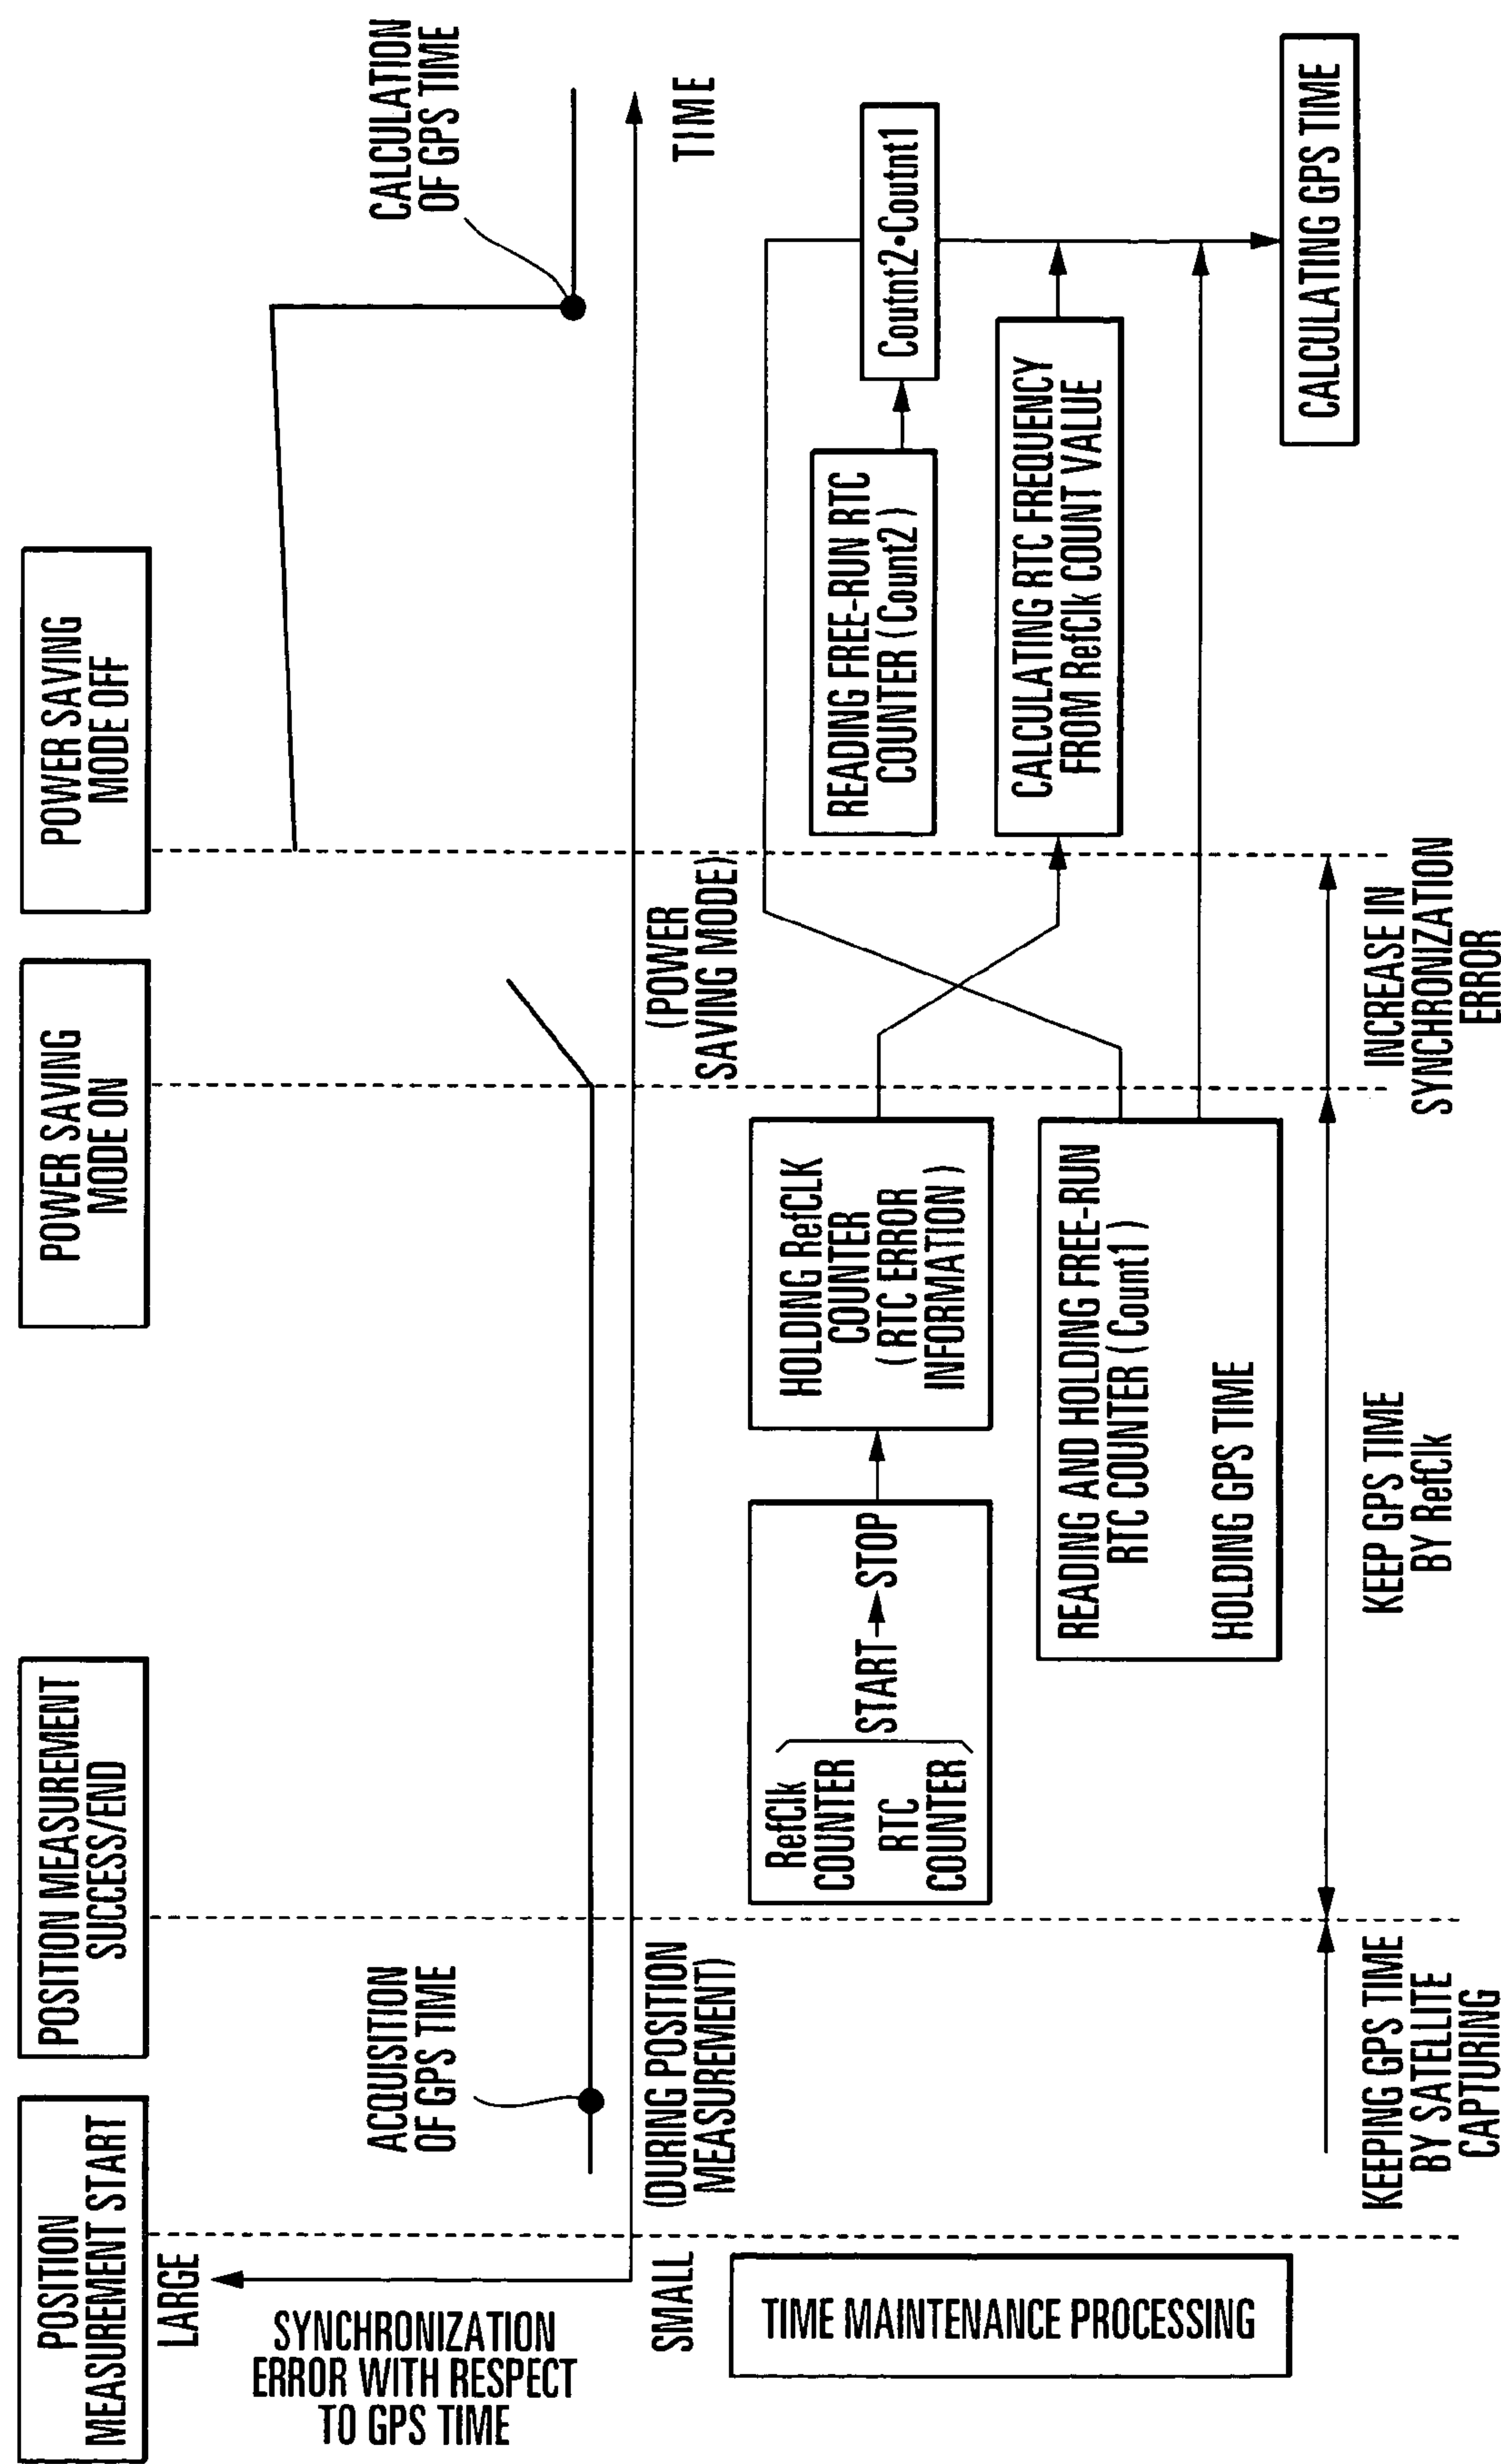 POSITION
MEASUREMENT START
POSITION MEASUREMENT
SUCCESS/END
POWER SAVING
MODE ON
POWER SAVING
MODE OFF
LARGE
SYNCHRONIZATION
ERROR WITH RESPECT
TO GPS TIME
SMALL
ACQUISITION
OF GPS TIME
CALCULATION
OF GPS TIME
TIME
(DURING POSITION
MEASUREMENT)
(POWER
SAVING MODE)
TIME MAINTENANCE PROCESSING
RefClk
COUNTER
RTC
COUNTER
START
STOP
HOLDING RefCLK
COUNTER
(RTC ERROR
INFORMATION)
READING AND HOLDING FREE-RUN
RTC COUNTER (Count1)
HOLDING GPS TIME
READING FREE-RUN RTC
COUNTER (Count2)
Coutnt2•Coutnt1
CALCULATING RTC FREQUENCY
FROM RefClk COUNT VALUE
CALCULATING GPS TIME
KEEPING GPS TIME
BY SATELLITE
CAPTURING
KEEP GPS TIME
BY RefClk
INCREASE IN
SYNCHRONIZATION
ERROR